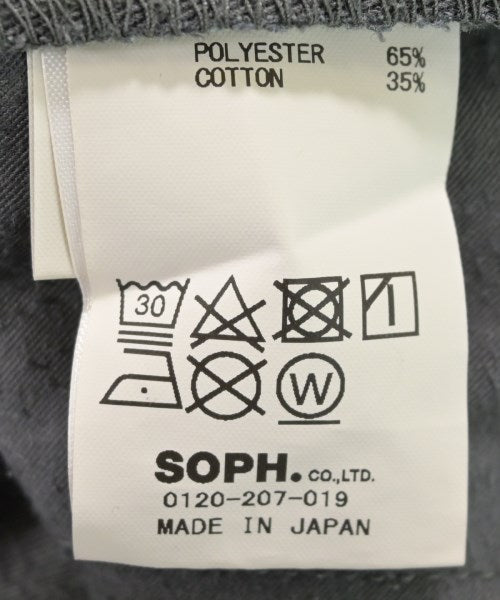 POLYESTER 65%
COTTON 35%
30
W
SOPH. CO.,LTD.
0120-207-019
MADE IN JAPAN